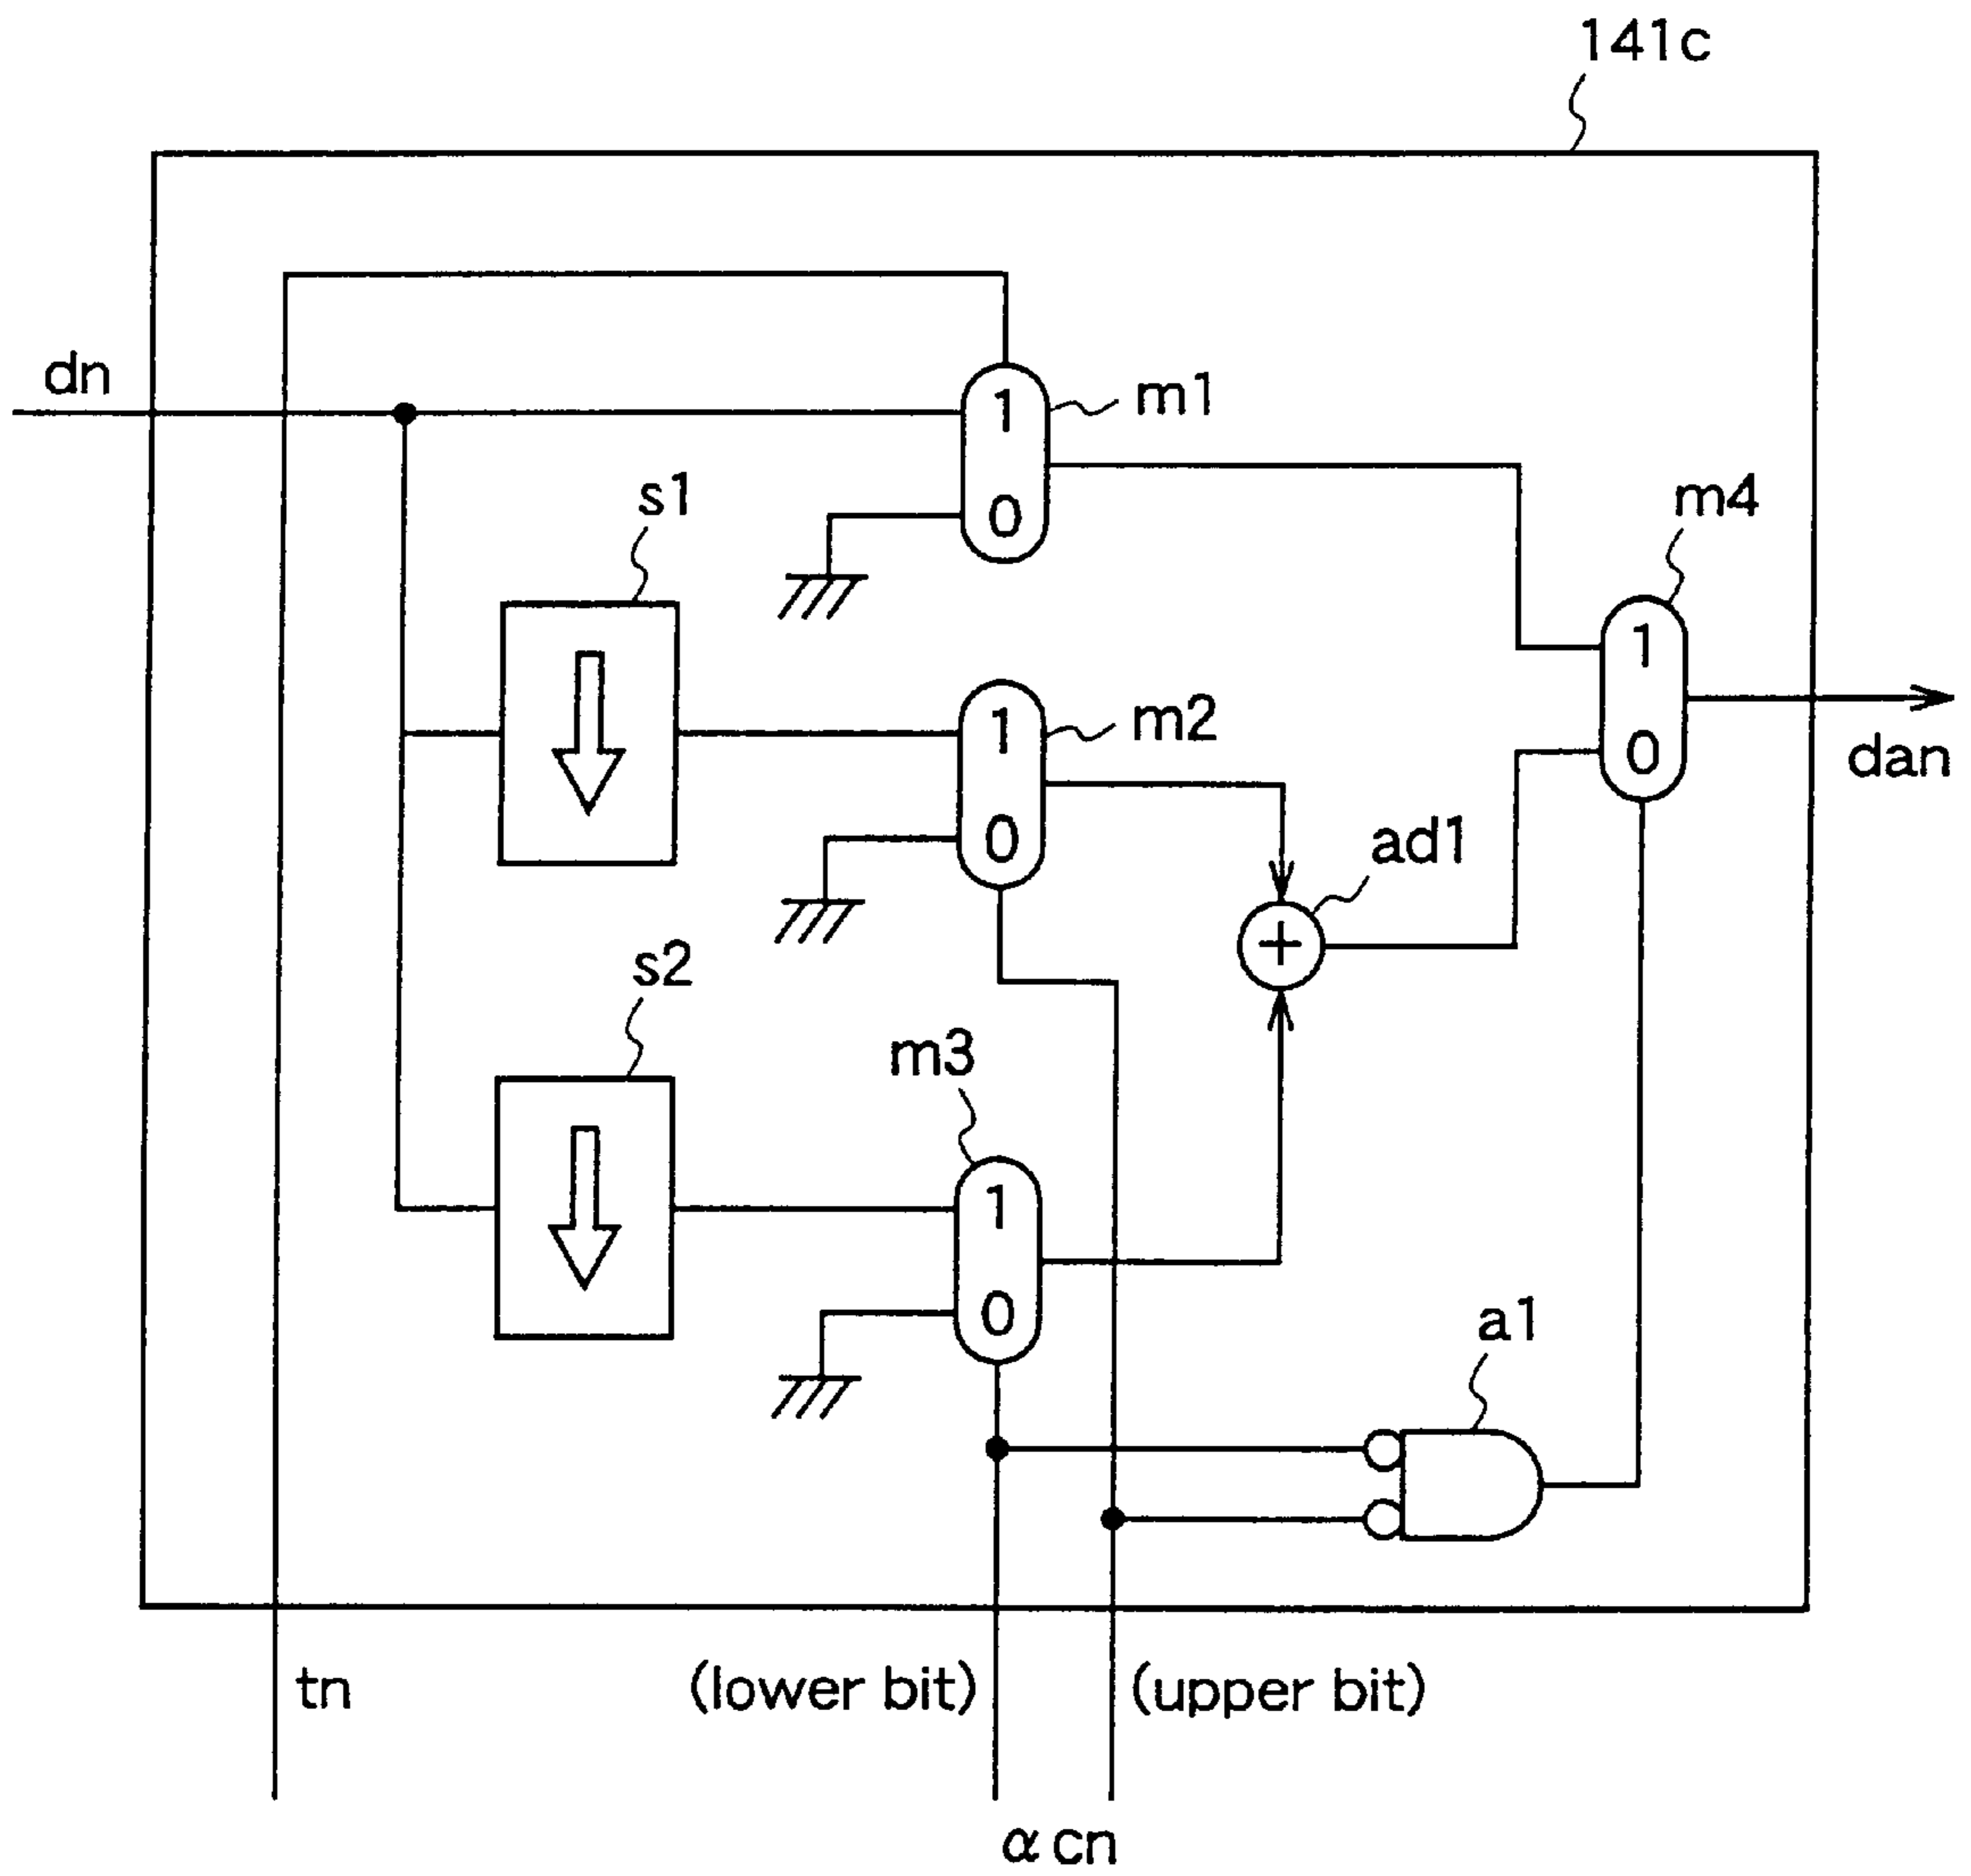 141c
dn
1
m1
0
s1
m4
1
0
dan
1
m2
0
ad1
+
s2
m3
1
0
a1
tn
(lower bit)
(upper bit)
α cn